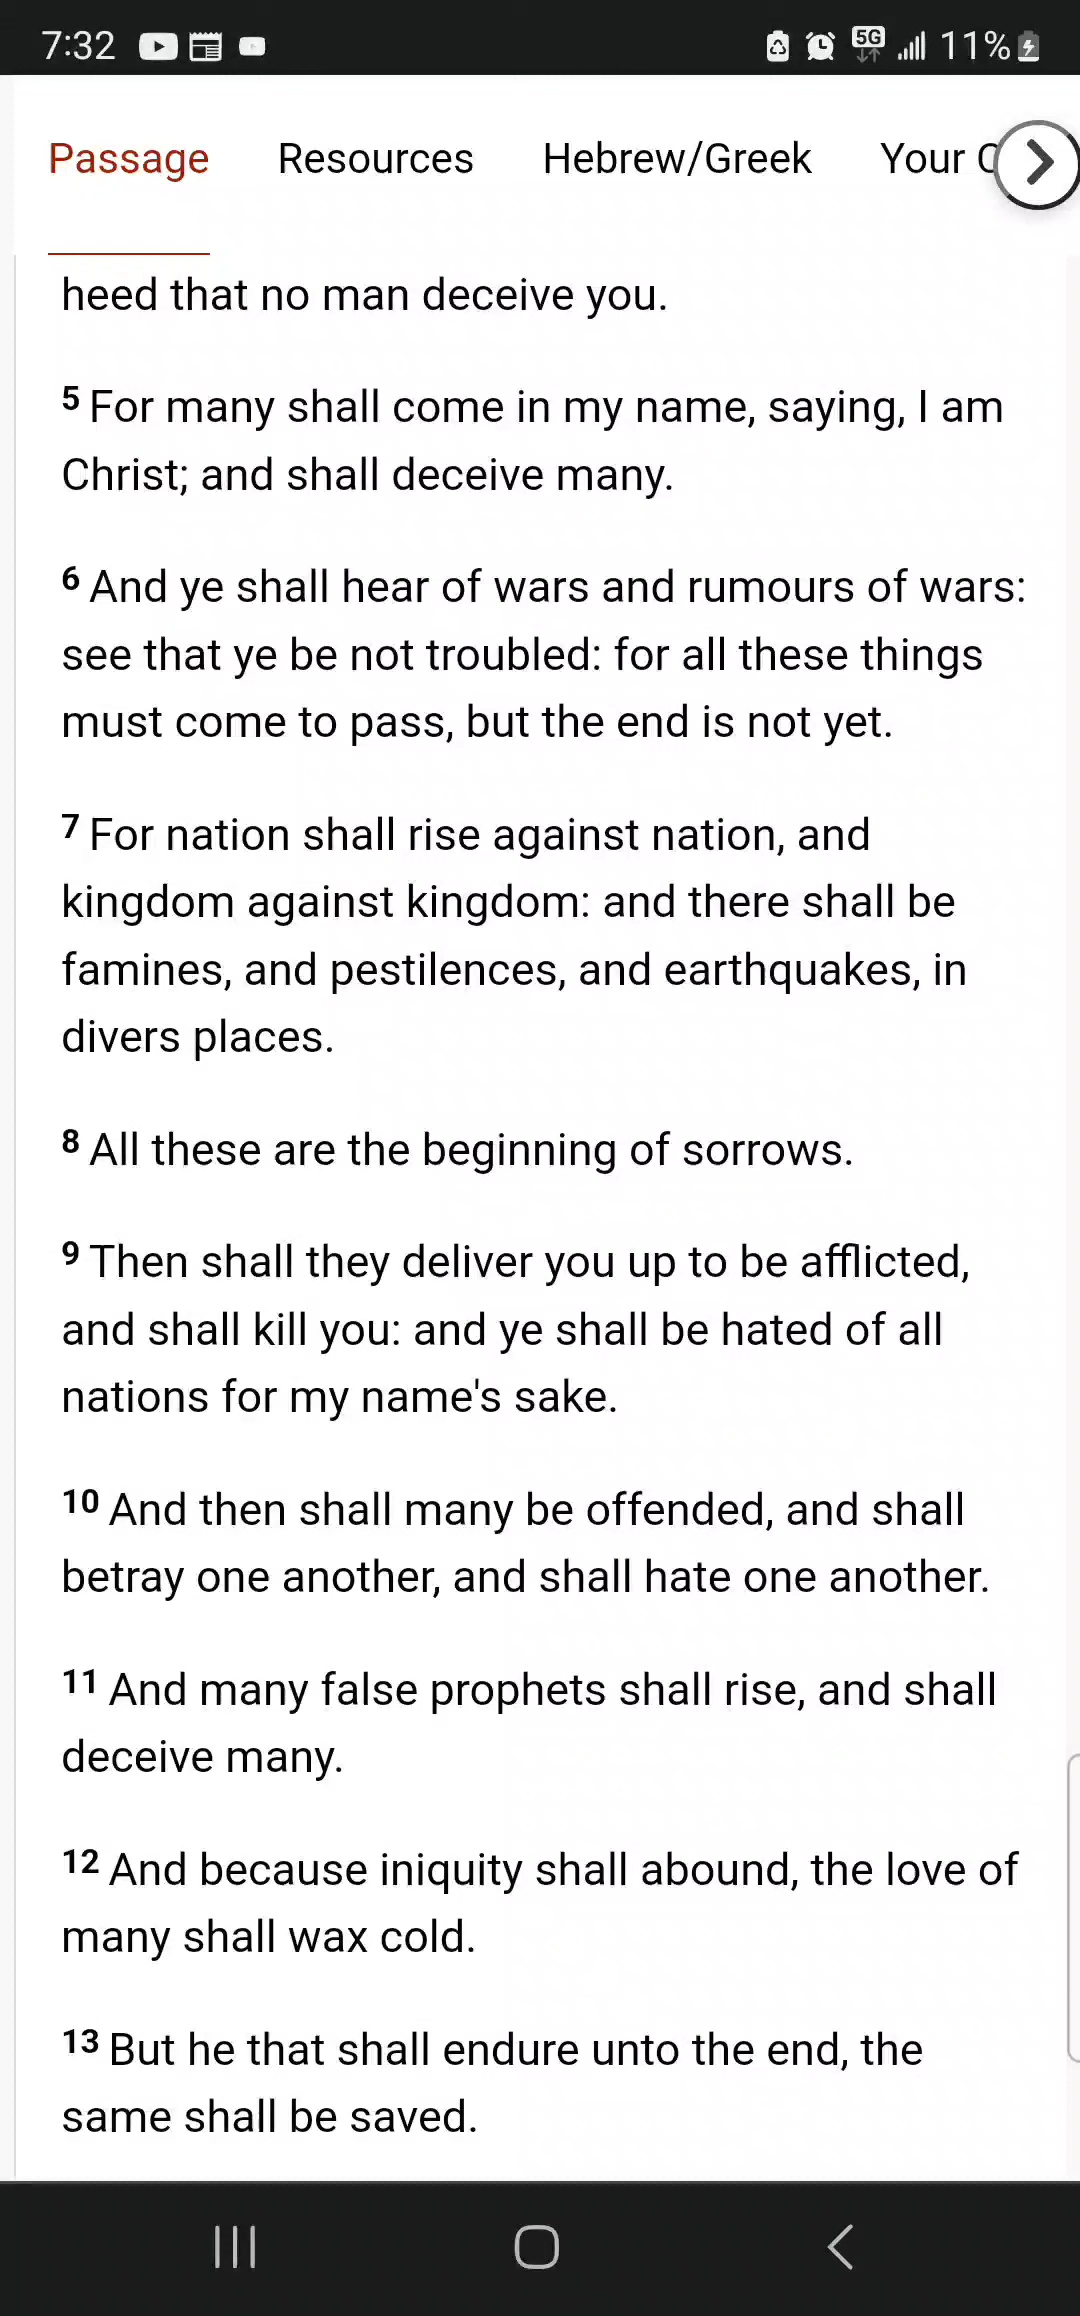 7:32
5G
11%
Passage
Resources
Hebrew/Greek
Your
heed that no man deceive you.
5 For many shall come in my name, saying, I am
Christ; and shall deceive many.
6 And ye shall hear of wars and rumours of wars:
see that ye be not troubled: for all these things
must come to pass, but the end is not yet.
7 For nation shall rise against nation, and
kingdom against kingdom: and there shall be
famines, and pestilences, and earthquakes, in
divers places.
8 All these are the beginning of sorrows.
9 Then shall they deliver you up to be afflicted,
and shall kill you: and ye shall be hated of all
nations for my name's sake.
10 And then shall many be offended, and shall
betray one another, and shall hate one another.
11 And many false prophets shall rise, and shall
deceive many.
12 And because iniquity shall abound, the love of
many shall wax cold.
13 But he that shall endure unto the end, the
same shall be saved.